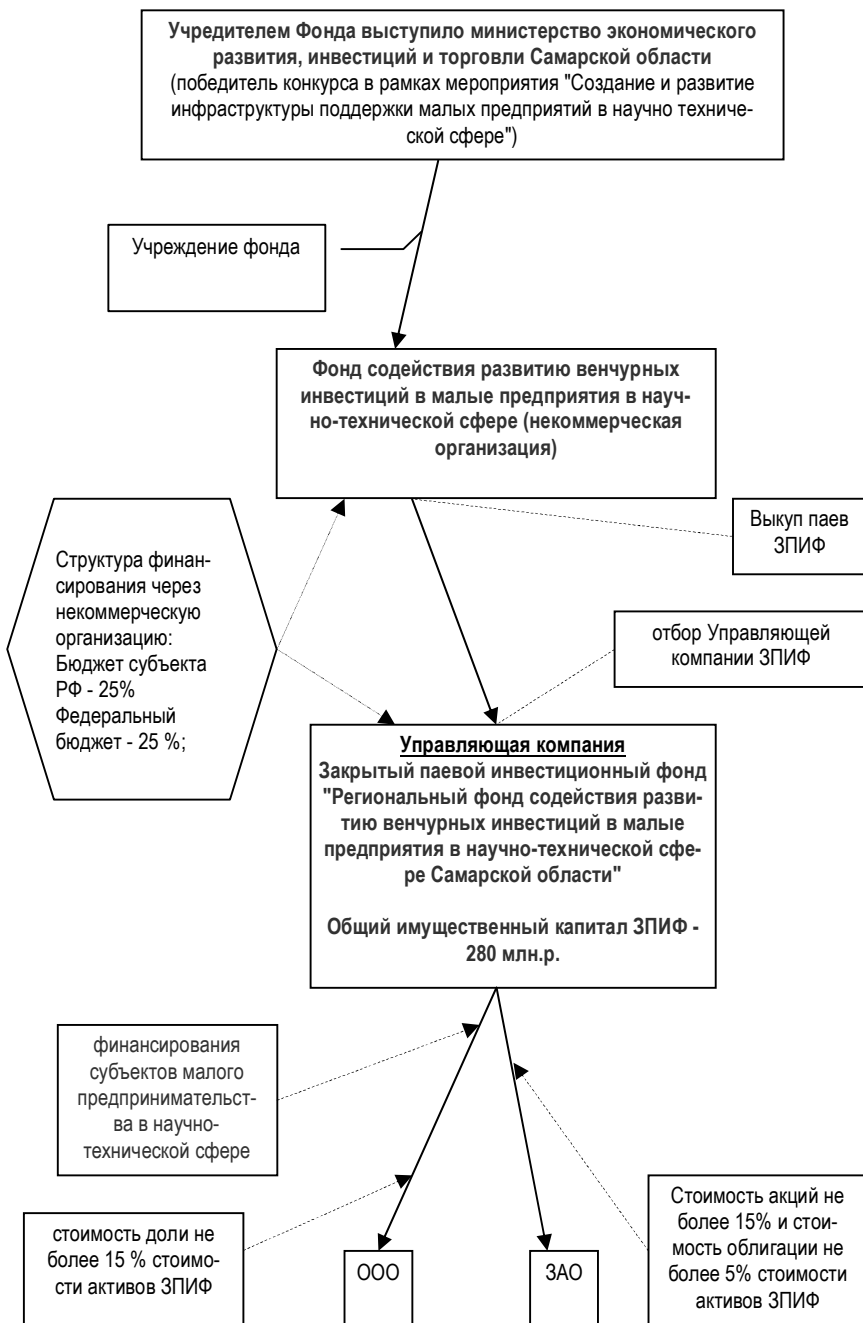 Учредителем Фонда выступило министерство экономического
развития, инвестиций и торговли Самарской области
(победитель конкурса в рамках мероприятия "Создание и развитие
инфраструктуры поддержки малых предприятий в научно техниче-
ской сфере")
Учреждение фонда
Фонд содействия развитию венчурных
инвестиций в малые предприятия в науч-
но-технической сфере (некоммерческая
организация)
Выкуп паев
ЗПИФ
Структура финан-
сирования через
некоммерческую
организацию:
Бюджет субъекта
РФ - 25%
Федеральный
бюджет - 25 %;
отбор Управляющей
компании ЗПИФ
Управляющая компания
Закрытый паевой инвестиционный фонд
"Региональный фонд содействия разви-
тию венчурных инвестиций в малые
предприятия в научно-технической сфе-
ре Самарской области"
Общий имущественный капитал ЗПИФ -
280 млн.р.
финансирования
субъектов малого
предпринимательст-
ва в научно-
технической сфере
стоимость доли не
более 15 % стоимо-
сти активов ЗПИФ
ООО
ЗАО
Стоимость акций не
более 15% и стои-
мость облигации не
более 5% стоимости
активов ЗПИФ